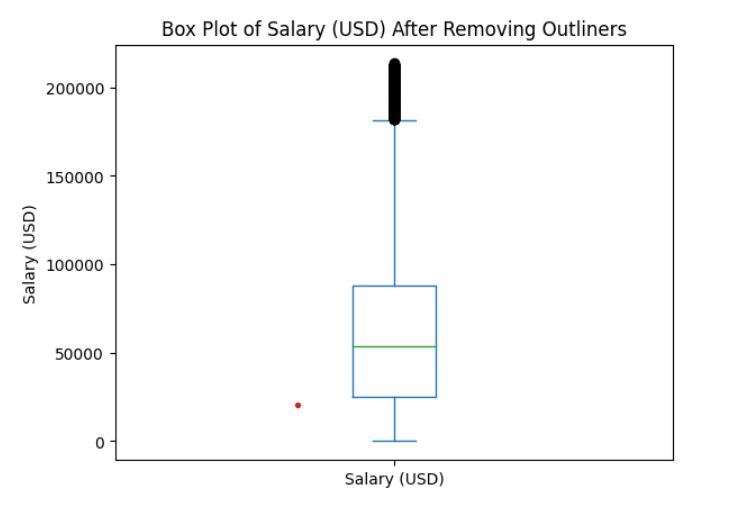 Box Plot of Salary (USD) After Removing Outliners
Salary (USD)
200000
150000
100000
50000
0
Salary (USD)